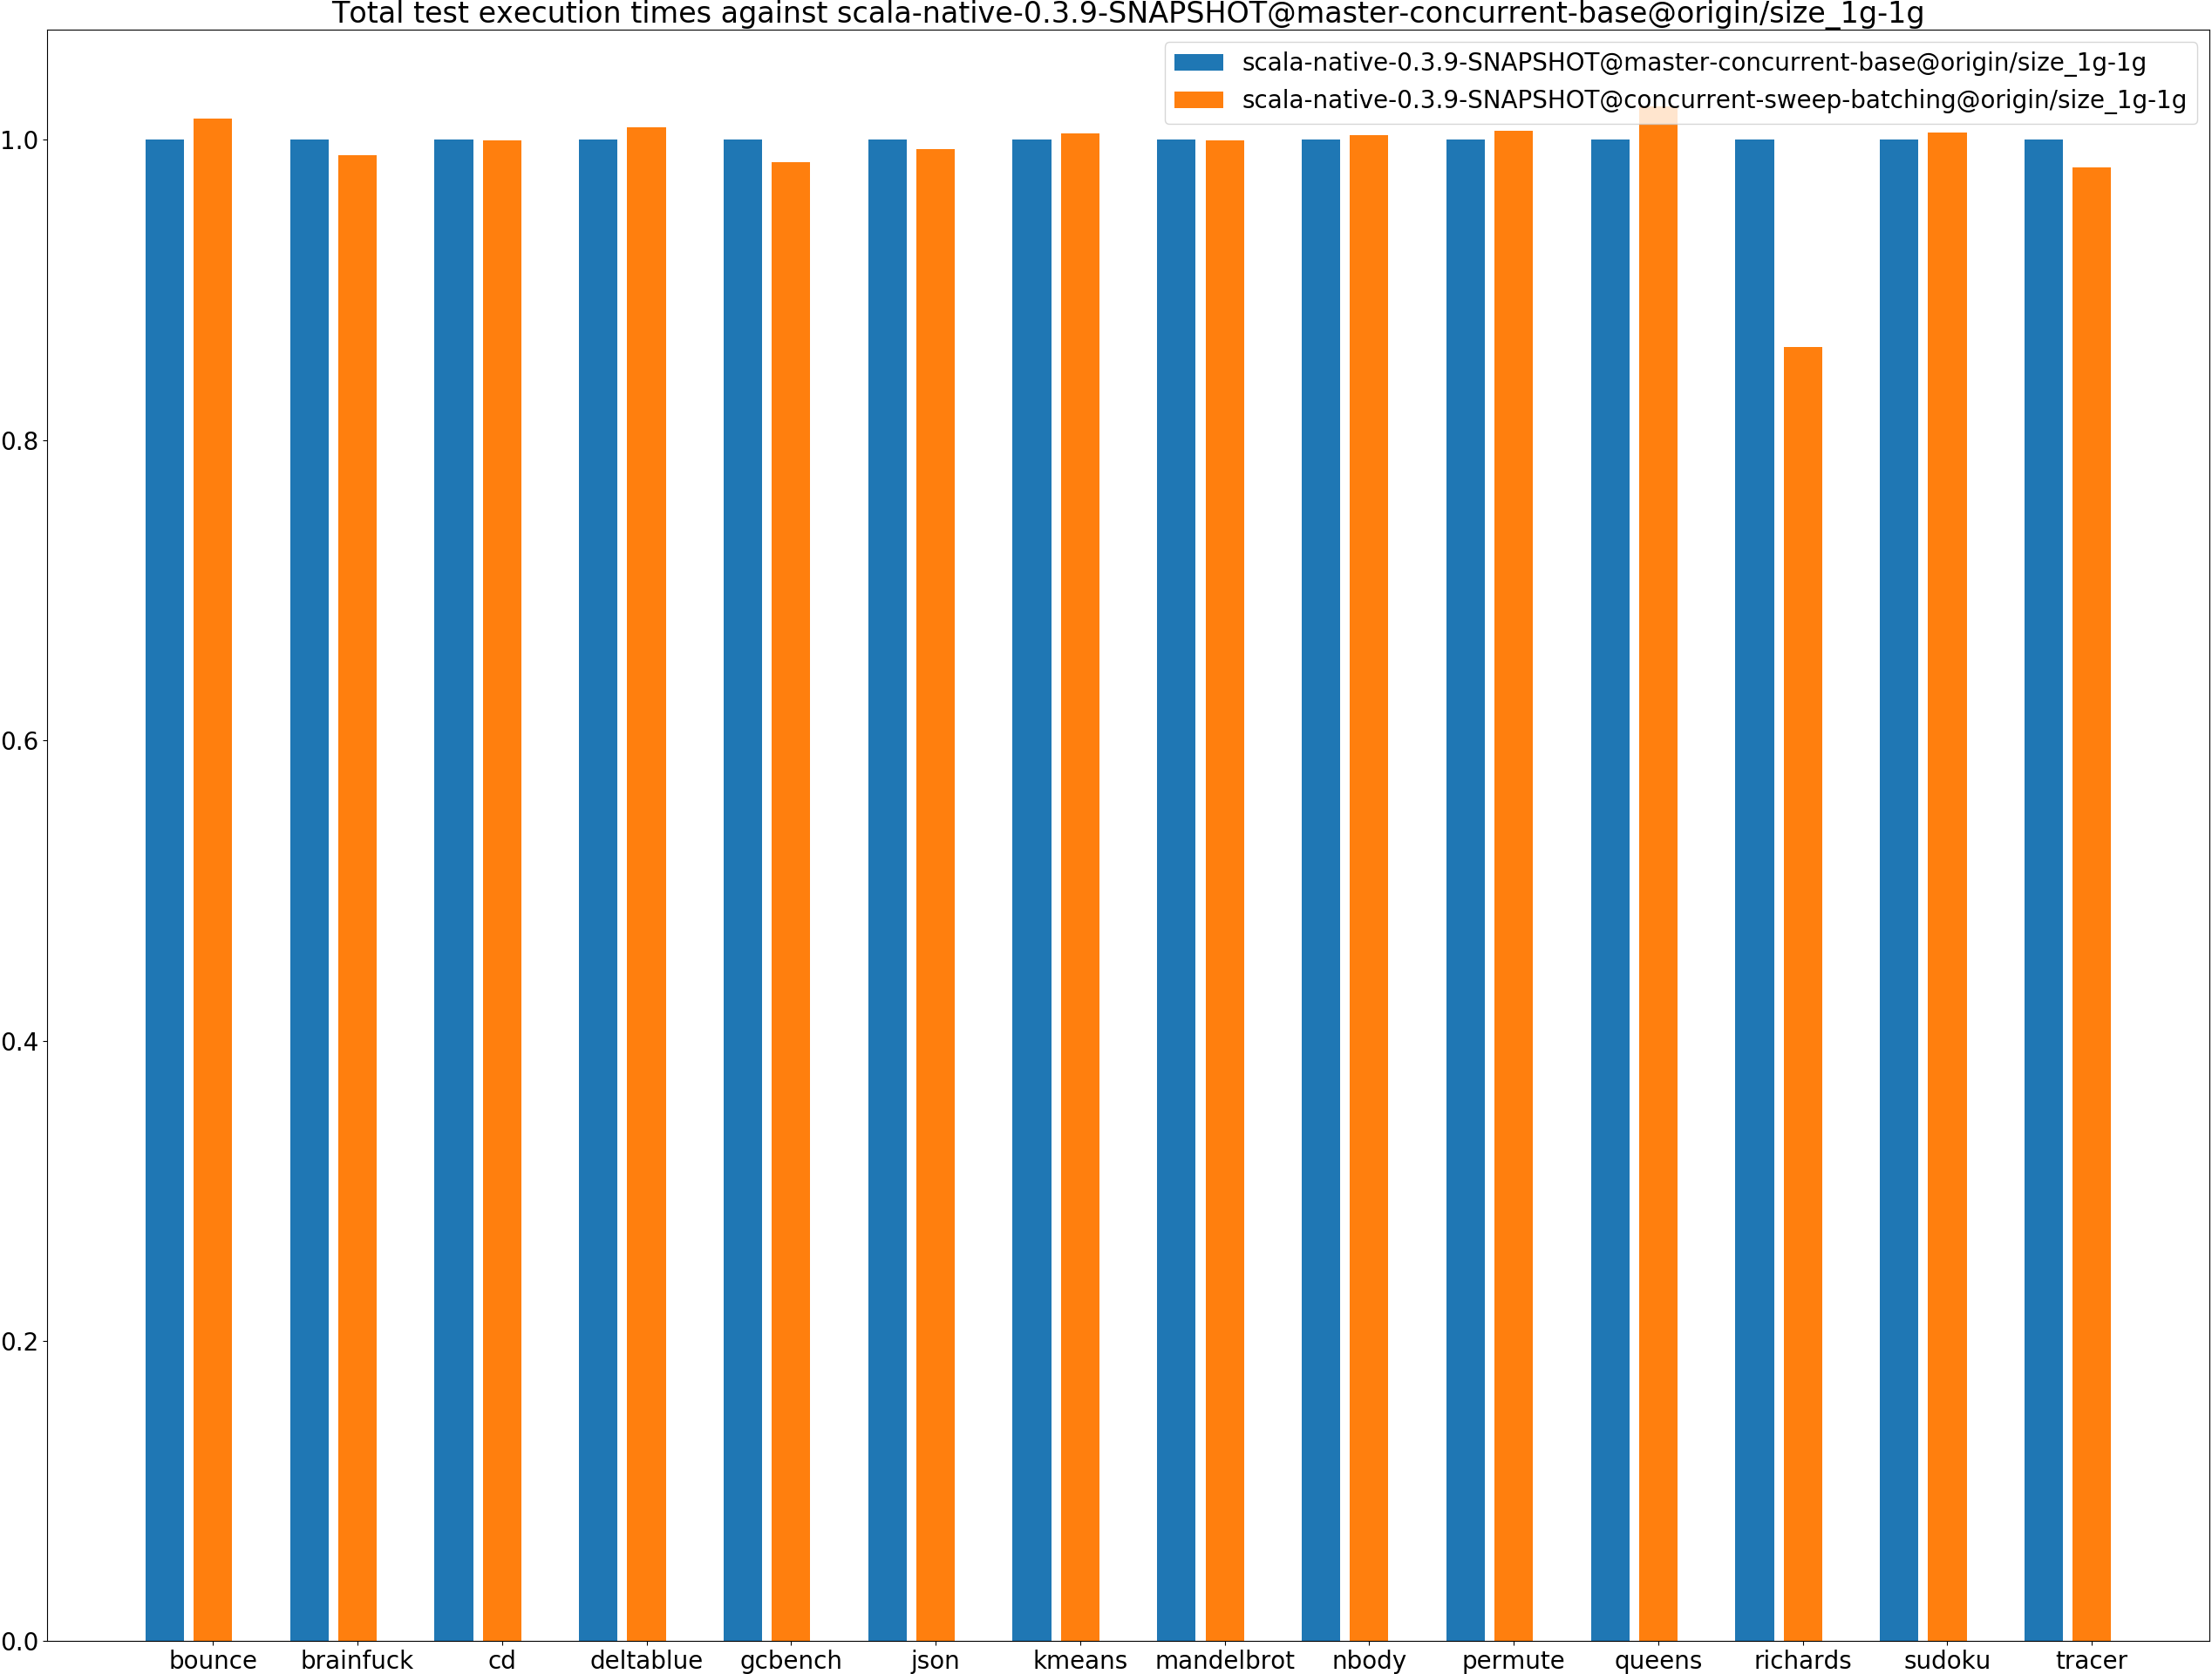 Total test execution times against scala-native-0.3.9-SNAPSHOT@master-concurrent-base@origin/size_1g-1g
scala-native-0.3.9-SNAPSHOT@master-concurrent-base@origin/size_1g-1g
scala-native-0.3.9-SNAPSHOT@concurrent-sweep-batching@origin/size_1g-1g
1.0
0.8
0.6
0.4
0.2
0.0
bounce brainfuck cd deltablue gcbench json kmeans mandelbrot nbody permute queens richards sudoku tracer